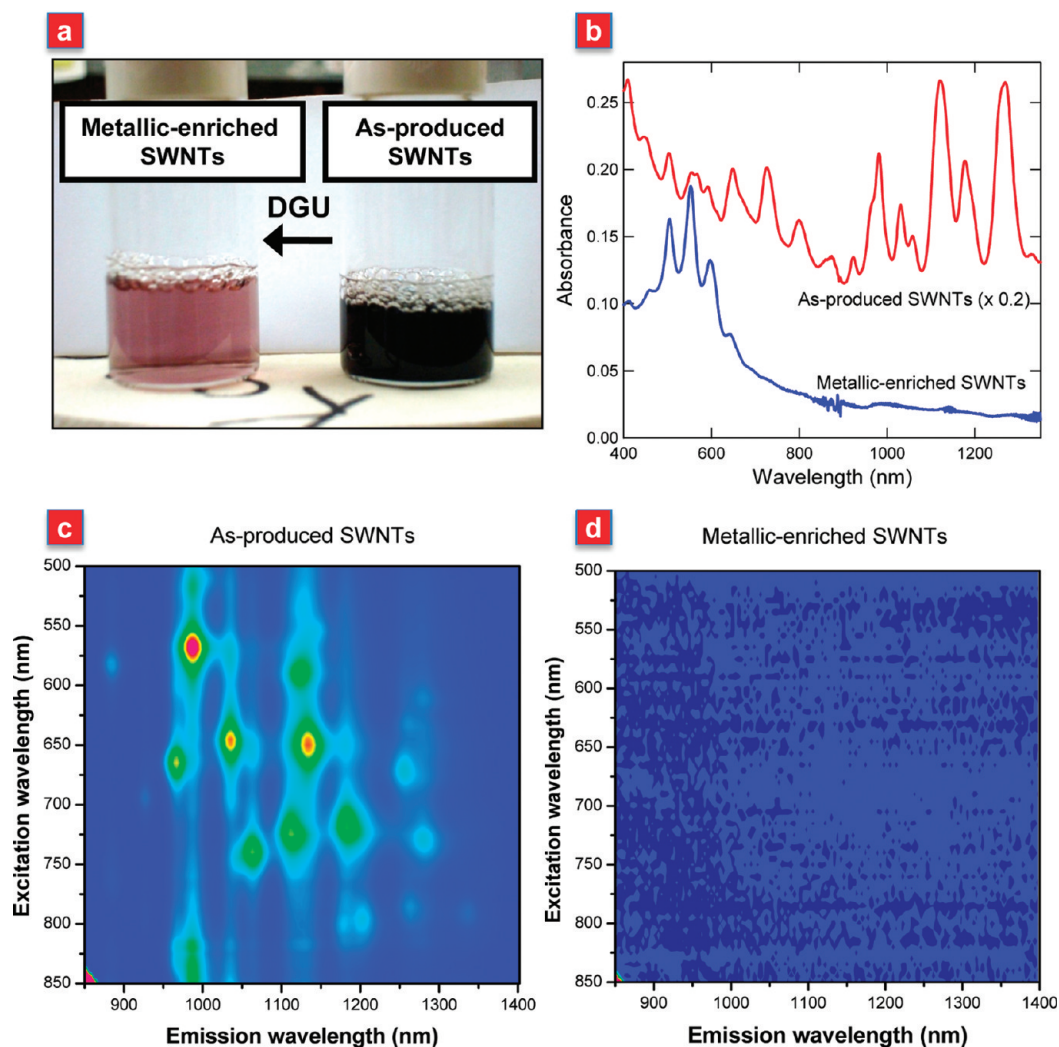 a
Metallic-enriched
SWNTs
As-produced
SWNTs
DGU
b
0.25
0.20
0.15
0.10
0.05
0.00
Absorbance
As-produced SWNTs (x 0.2)
Metallic-enriched SWNTs
400 600 800 1000 1200
Wavelength (nm)
c
As-produced SWNTs
500
550
600
650
700
750
800
850
Excitation wavelength (nm)
900 1000 1100 1200 1300 1400
Emission wavelength (nm)
d
Metallic-enriched SWNTs
500
550
600
650
700
750
800
850
Excitation wavelength (nm)
900 1000 1100 1200 1300 1400
Emission wavelength (nm)